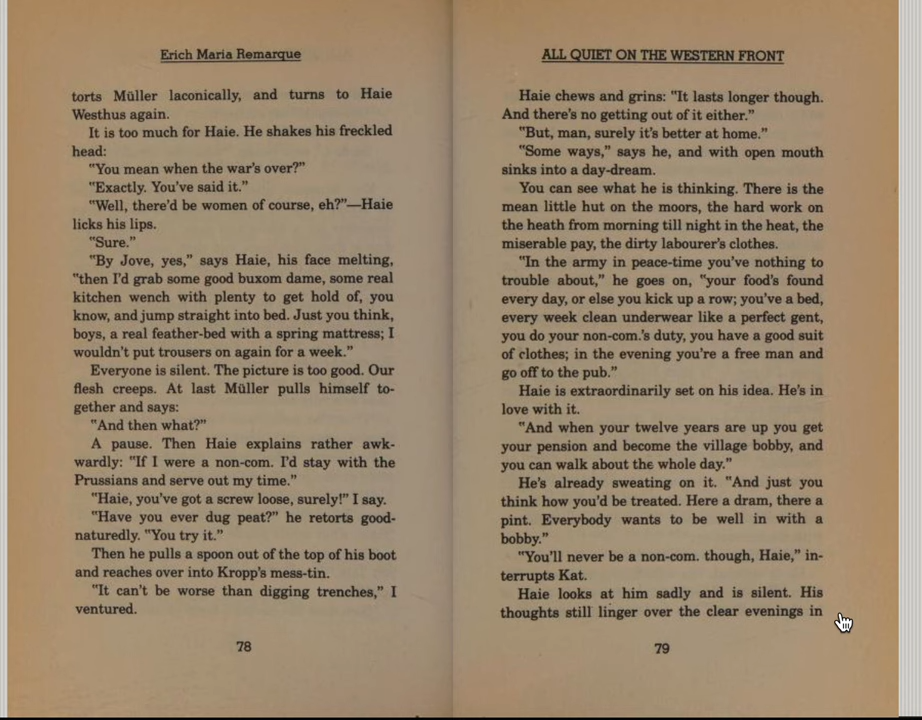 Erich Maria Remarque
torts Müller laconically, and turns to Haie
Westhus again.
It is too much for Haie. He shakes his freckled
head:
"You mean when the war's over?"
"Exactly. You've said it."
"Well, there'd be women of course, eh?"—Haie
licks his lips.
"Sure."
"By Jove, yes," says Haie, his face melting,
"then I'd grab some good buxom dame, some real
kitchen wench with plenty to get hold of, you
know, and jump straight into bed. Just you think,
boys, a real feather-bed with a spring mattress; I
wouldn't put trousers on again for a week."
Everyone is silent. The picture is too good. Our
flesh creeps. At last Müller pulls himself to-
gether and says:
"And then what?"
A pause. Then Haie explains rather awk-
wardly: "If I were a non-com. I'd stay with the
Prussians and serve out my time."
"Haie, you've got a screw loose, surely!" I say.
"Have you ever dug peat?" he retorts good-
naturedly. "You try it."
Then he pulls a spoon out of the top of his boot
and reaches over into Kropp's mess-tin.
"It can't be worse than digging trenches," I
ventured.
78
ALL QUIET ON THE WESTERN FRONT
Haie chews and grins: "It lasts longer though.
And there's no getting out of it either."
"But, man, surely it's better at home."
"Some ways," says he, and with open mouth
sinks into a day-dream.
You can see what he is thinking. There is the
mean little hut on the moors, the hard work on
the heath from morning till night in the heat, the
miserable pay, the dirty labourer's clothes.
"In the army in peace-time you've nothing to
trouble about," he goes on, "your food's found
every day, or else you kick up a row; you've a bed,
every week clean underwear like a perfect gent,
you do your non-com.'s duty, you have a good suit
of clothes; in the evening you're a free man and
go off to the pub."
Haie is extraordinarily set on his idea. He's in
love with it.
"And when your twelve years are up you get
your pension and become the village bobby, and
you can walk about the whole day."
He's already sweating on it. "And just you
think how you'd be treated. Here a dram, there a
pint. Everybody wants to be well in with a
bobby."
"You'll never be a non-com. though, Haie," in-
terrupts Kat.
Haie looks at him sadly and is silent. His
thoughts still linger over the clear evenings in
79